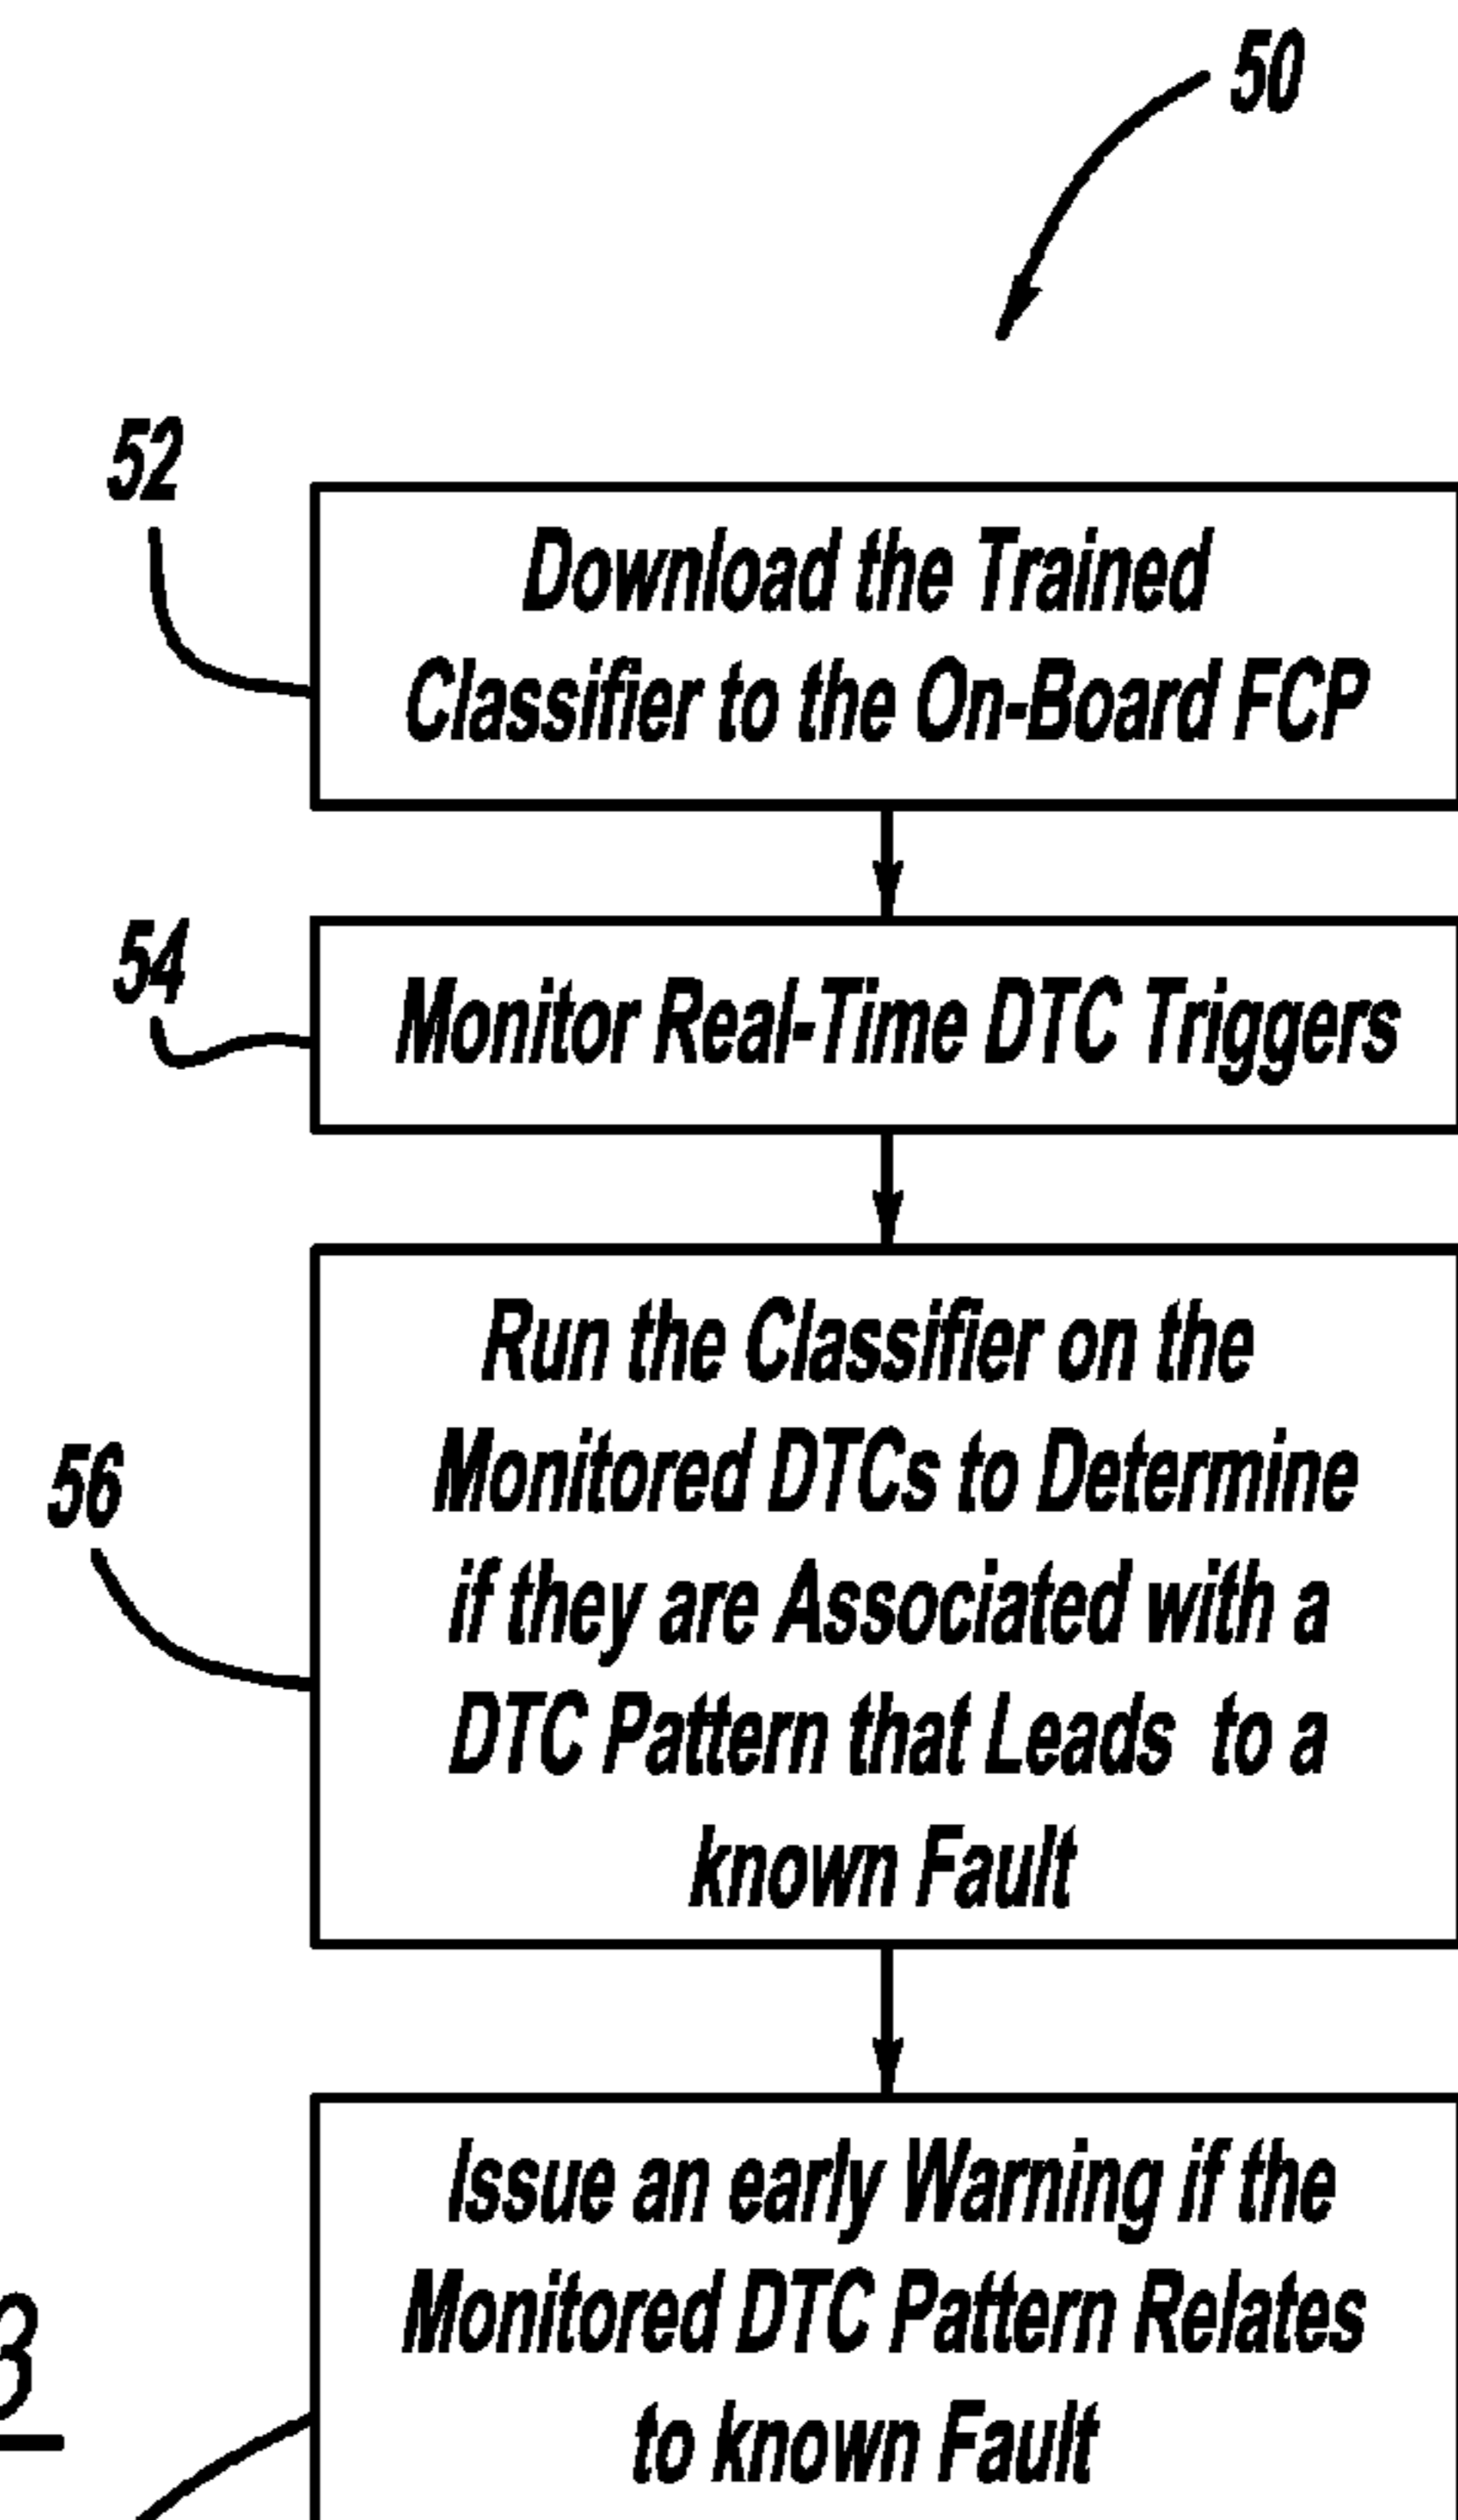 50
52
Download the Trained
Classifier to the On-Board FCP
54
Monitor Real-Time DTC Triggers
56
Run the Classifier on the
Monitored DTCs to Determine
if they are Associated with a
DTC Pattern that Leads to a
known Fault
Issue an early Warning if the
Monitored DTC Pattern Relates
to known Fault